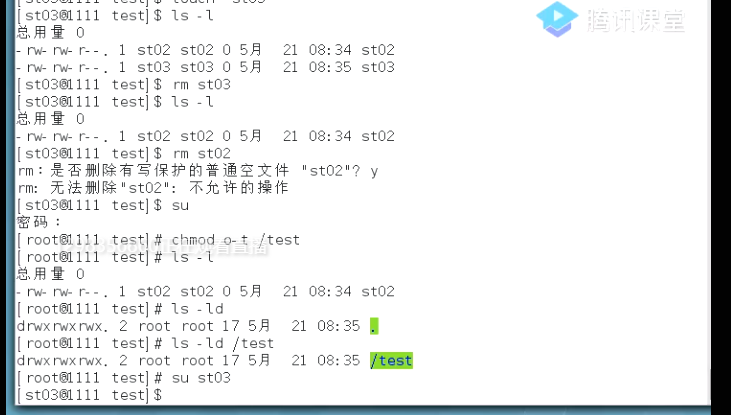 [st03@1111 test]$ ls -l
总用量 0
-rw-rw-r--. 1 st02 st02 0 5月  21 08:34 st02
-rw-rw-r--. 1 st03 st03 0 5月  21 08:35 st03
[st03@1111 test]$ rm st03
[st03@1111 test]$ ls -l
总用量 0
-rw-rw-r--. 1 st02 st02 0 5月  21 08:34 st02
[st03@1111 test]$ rm st02
rm：是否删除有写保护的普通空文件 "st02"? y
rm: 无法删除"st02": 不允许的操作
[st03@1111 test]$ su
密码：
[root@1111 test]# chmod o-t /test
[root@1111 test]# ls -l
总用量 0
-rw-rw-r--. 1 st02 st02 0 5月  21 08:34 st02
[root@1111 test]# ls -ld
drwxrwxrwx. 2 root root 17 5月  21 08:35 .
[root@1111 test]# ls -ld /test
drwxrwxrwx. 2 root root 17 5月  21 08:35 /test
[root@1111 test]# su st03
[st03@1111 test]$
腾讯课堂